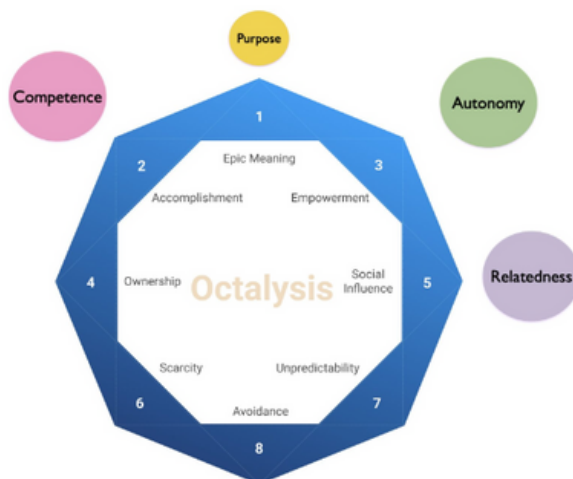 Purpose
Competence
Autonomy
1
Epic Meaning
2
3
Accomplishment
Empowerment
4
Ownership
Octalysis
Social
Influence
5
Relatedness
Scarcity
Unpredictability
6
7
Avoidance
8